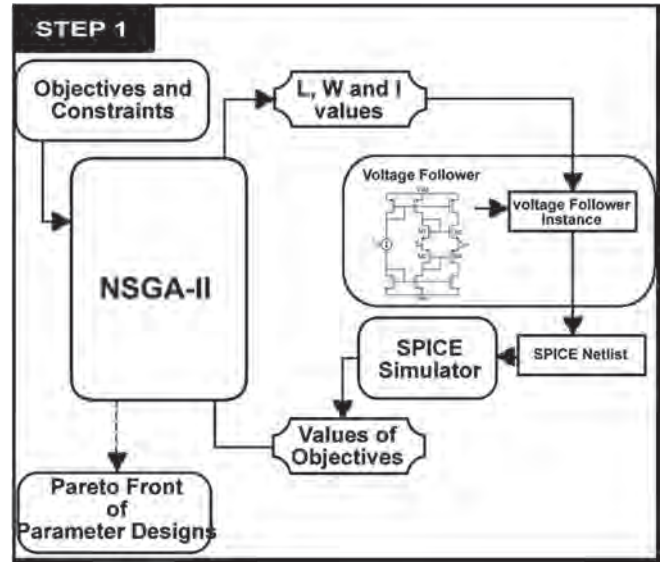 STEP 1
Objectives and
Constraints
L, W and I
values
Voltage Follower
voltage Follower
Instance
NSGA-II
SPICE
Simulator
SPICE Netlist
Values of
Objectives
Pareto Front
of
Parameter Designs